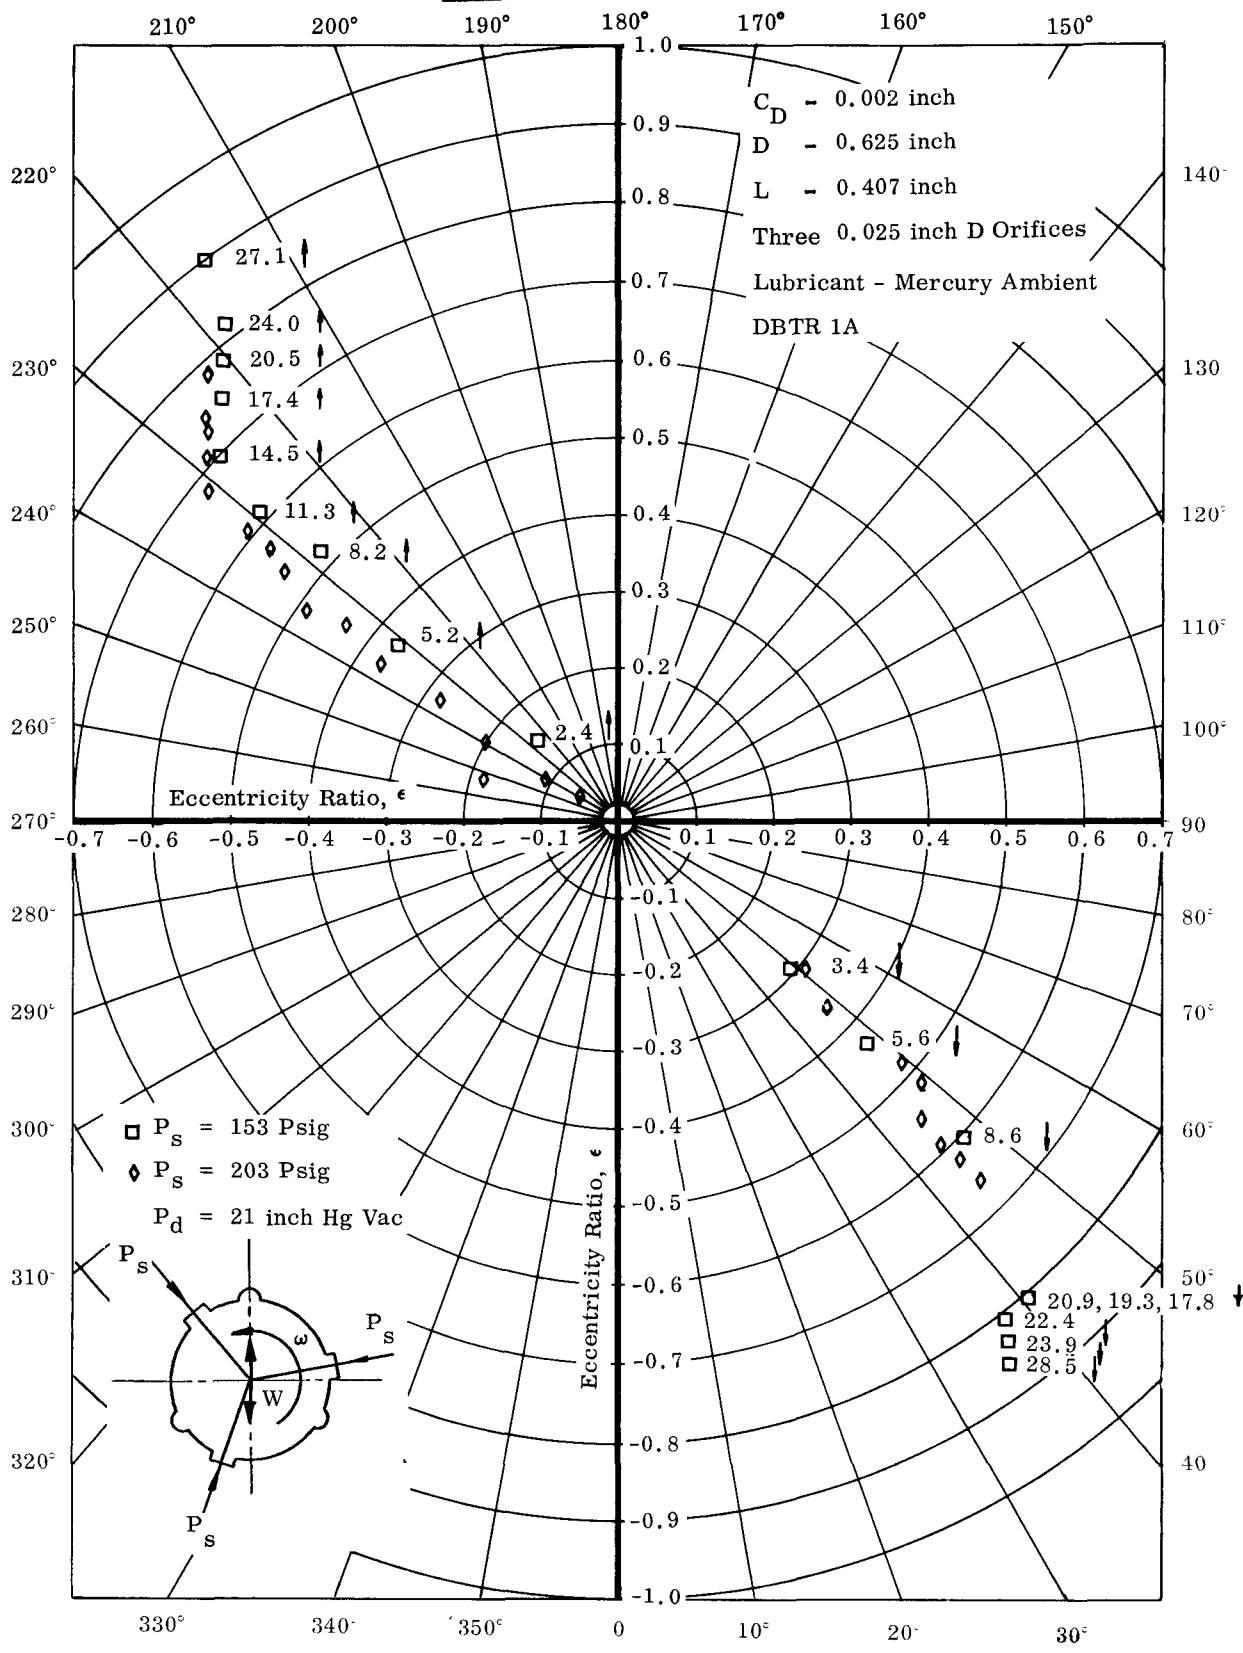 210° 200° 190° 180° 170° 160° 150°
1.0
C_D - 0.002 inch
0.9
D - 0.625 inch
220° 140
L - 0.407 inch
0.8
Three 0.025 inch D Orifices
27.1
0.7
Lubricant - Mercury Ambient
24.0
DBTR 1A
20.5
0.6
230° 130
17.4
0.5
14.5
240° 11.3 0.4 120°
8.2
0.3
250° 5.2 110°
0.2
260° 2.4 0.1 100°
Eccentricity Ratio, ϵ
270° 90
-0.7 -0.6 -0.5 -0.4 -0.3 -0.2 -0.1 0.1 0.2 0.3 0.4 0.5 0.6 0.7
-0.1
280 80°
3.4
-0.2
290° 70°
5.6
-0.3
300° P_s = 153 Psig -0.4 8.6 60°
P_s = 203 Psig
Eccentricity Ratio, ϵ
P_d = 21 inch Hg Vac -0.5
P_s
310 -0.6 50°
20.9, 19.3, 17.8
P_s ω 22.4
23.9
-0.7 28.5
W
-0.8
320° 40
P_s -0.9
-1.0
330° 340 350° 0 10° 20 30°